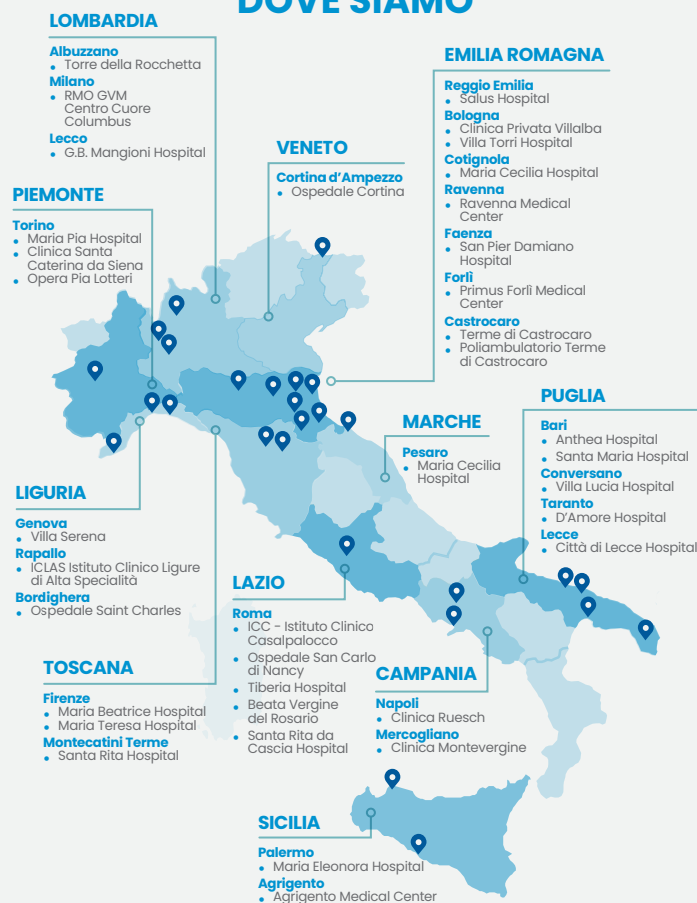 DOVE SIAMO
LOMBARDIA
Albuzzano
• Torre della Rocchetta
Milano
• RMO GVM
Centro Cuore
Columbus
Lecco
• G.B. Mangioni Hospital
EMILIA ROMAGNA
Reggio Emilia
• Salus Hospital
Bologna
• Clinica Privata Villalba
• Villa Torri Hospital
Cotignola
• Maria Cecilia Hospital
Ravenna
• Ravenna Medical
Center
Faenza
• San Pier Damiano
Hospital
Forlì
• Primus Forlì Medical
Center
Castrocaro
• Terme di Castrocaro
• Poliambulatorio Terme
di Castrocaro
VENETO
Cortina d'Ampezzo
• Ospedale Cortina
PIEMONTE
Torino
• Maria Pia Hospital
• Clinica Santa
Caterina da Siena
• Opera Pia Lotteri
PUGLIA
Bari
• Anthea Hospital
• Santa Maria Hospital
Conversano
• Villa Lucia Hospital
Taranto
• D'Amore Hospital
Lecce
• Città di Lecce Hospital
MARCHE
Pesaro
• Maria Cecilia
Hospital
LIGURIA
Genova
• Villa Serena
Rapallo
• ICLAS Istituto Clinico Ligure
di Alta Specialità
Bordighera
• Ospedale Saint Charles
LAZIO
Roma
• ICC - Istituto Clinico
Casalpalocco
• Ospedale San Carlo
di Nancy
• Tiberia Hospital
• Beata Vergine
del Rosario
• Santa Rita da
Cascia Hospital
TOSCANA
Firenze
• Maria Beatrice Hospital
• Maria Teresa Hospital
Montecatini Terme
• Santa Rita Hospital
CAMPANIA
Napoli
• Clinica Ruesch
Mercogliano
• Clinica Montevergine
SICILIA
Palermo
• Maria Eleonora Hospital
Agrigento
• Agrigento Medical Center